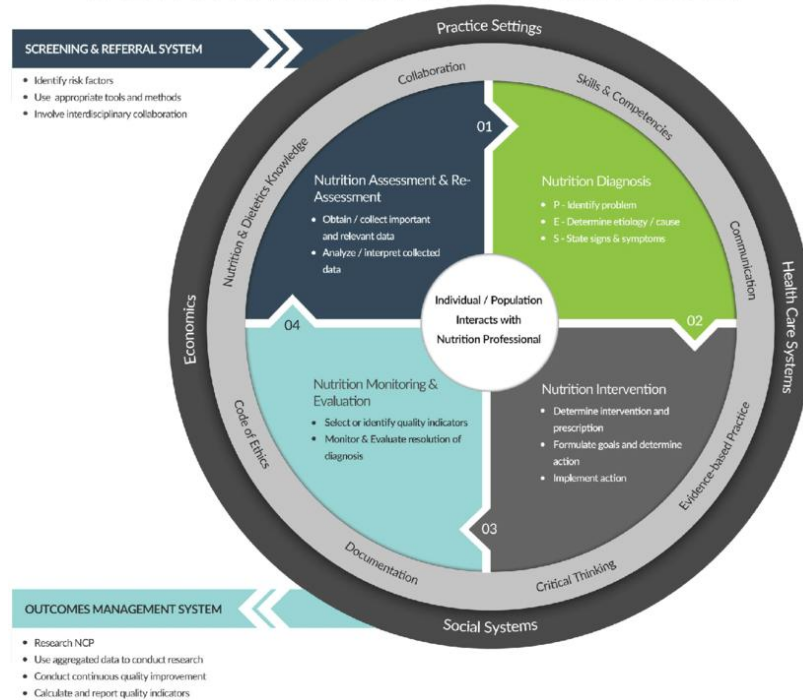 Practice Settings
SCREENING & REFERRAL SYSTEM
• Identify risk factors
• Use appropriate tools and methods
• Involve interdisciplinary collaboration
Collaboration
Skills & Competencies
Nutrition & Dietetics Knowledge
Communication
Economics
Health Care Systems
Code of Ethics
Evidence-based Practice
Documentation
Critical Thinking
Social Systems
01
Nutrition Assessment & Re-
Assessment
• Obtain / collect important
and relevant data
• Analyze / interpret collected
data
Nutrition Diagnosis
• P - Identify problem
• E - Determine etiology / cause
• S - State signs & symptoms
02
Individual / Population
Interacts with
Nutrition Professional
Nutrition Intervention
• Determine intervention and
prescription
• Formulate goals and determine
action
• Implement action
03
04
Nutrition Monitoring &
Evaluation
• Select or identify quality indicators
• Monitor & Evaluate resolution of
diagnosis
OUTCOMES MANAGEMENT SYSTEM
• Research NCP
• Use aggregated data to conduct research
• Conduct continuous quality improvement
• Calculate and report quality indicators